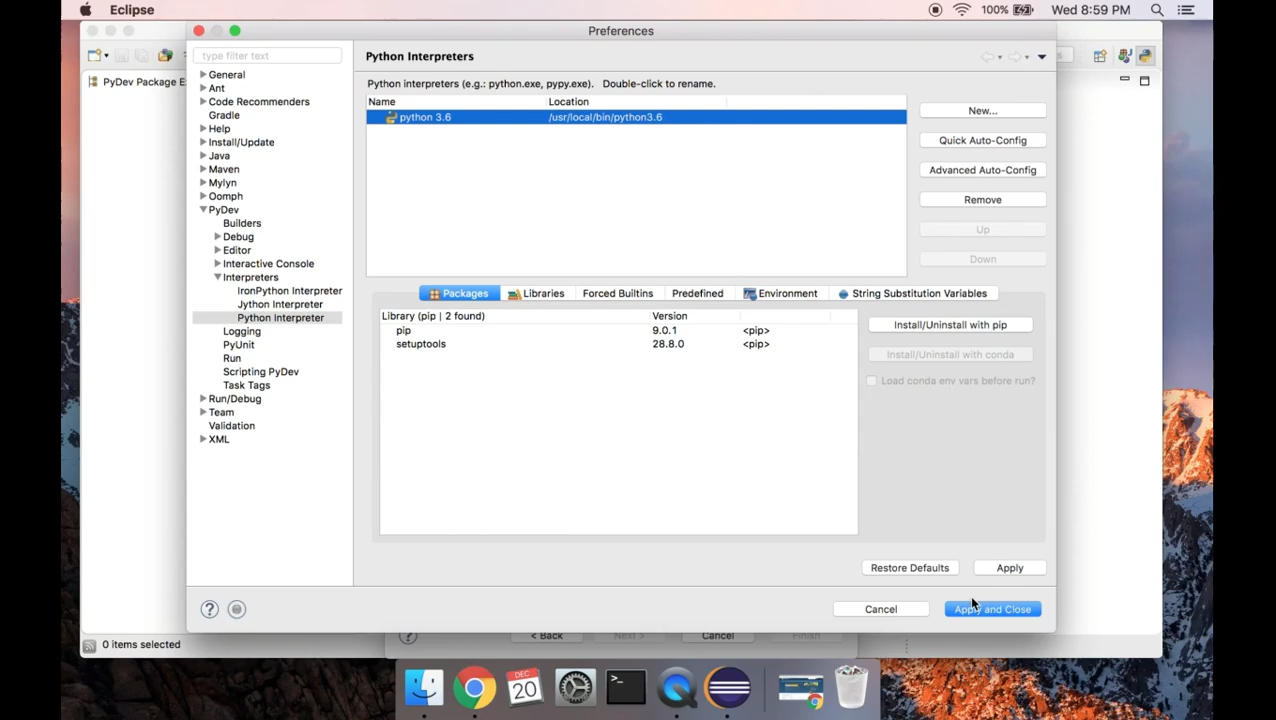 Eclipse
100%
Wed 8:59 PM
Preferences
type filter text
General
Ant
Code Recommenders
Gradle
Help
Install/Update
Java
Maven
Mylyn
Oomph
PyDev
Builders
Debug
Editor
Interactive Console
Interpreters
IronPython Interpreter
Jython Interpreter
Python Interpreter
Logging
PyUnit
Run
Scripting PyDev
Task Tags
Run/Debug
Team
Validation
XML
PyDev Package E
Python Interpreters
Python interpreters (e.g.: python.exe, pypy.exe). Double-click to rename.
Name Location
python 3.6 /usr/local/bin/python3.6
New...
Quick Auto-Config
Advanced Auto-Config
Remove
Up
Down
Packages Libraries Forced Builtins Predefined Environment String Substitution Variables
Library (pip | 2 found) Version
pip 9.0.1 <pip>
setuptools 28.8.0 <pip>
Install/Uninstall with pip
Install/Uninstall with conda
Load conda env vars before run?
Restore Defaults Apply
Cancel Apply and Close
< Back Next > Cancel Finish
0 items selected
DEC
20
>_